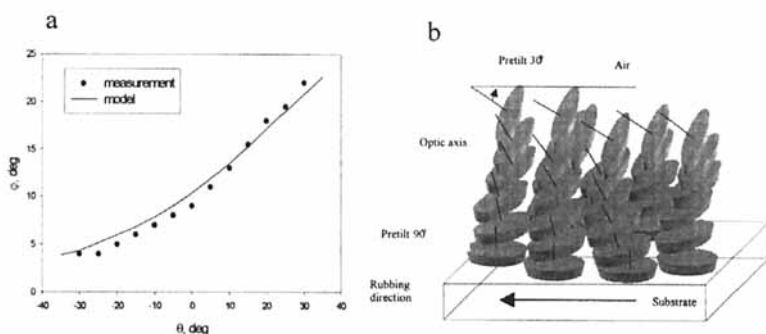 a
25
20
15
10
5
0
φ, deg
measurement
model
-40 -30 -20 -10 0 10 20 30 40
θ, deg
b
Pretilt 30°
Air
Optic axis
Pretilt 90°
Rubbing
direction
Substrate